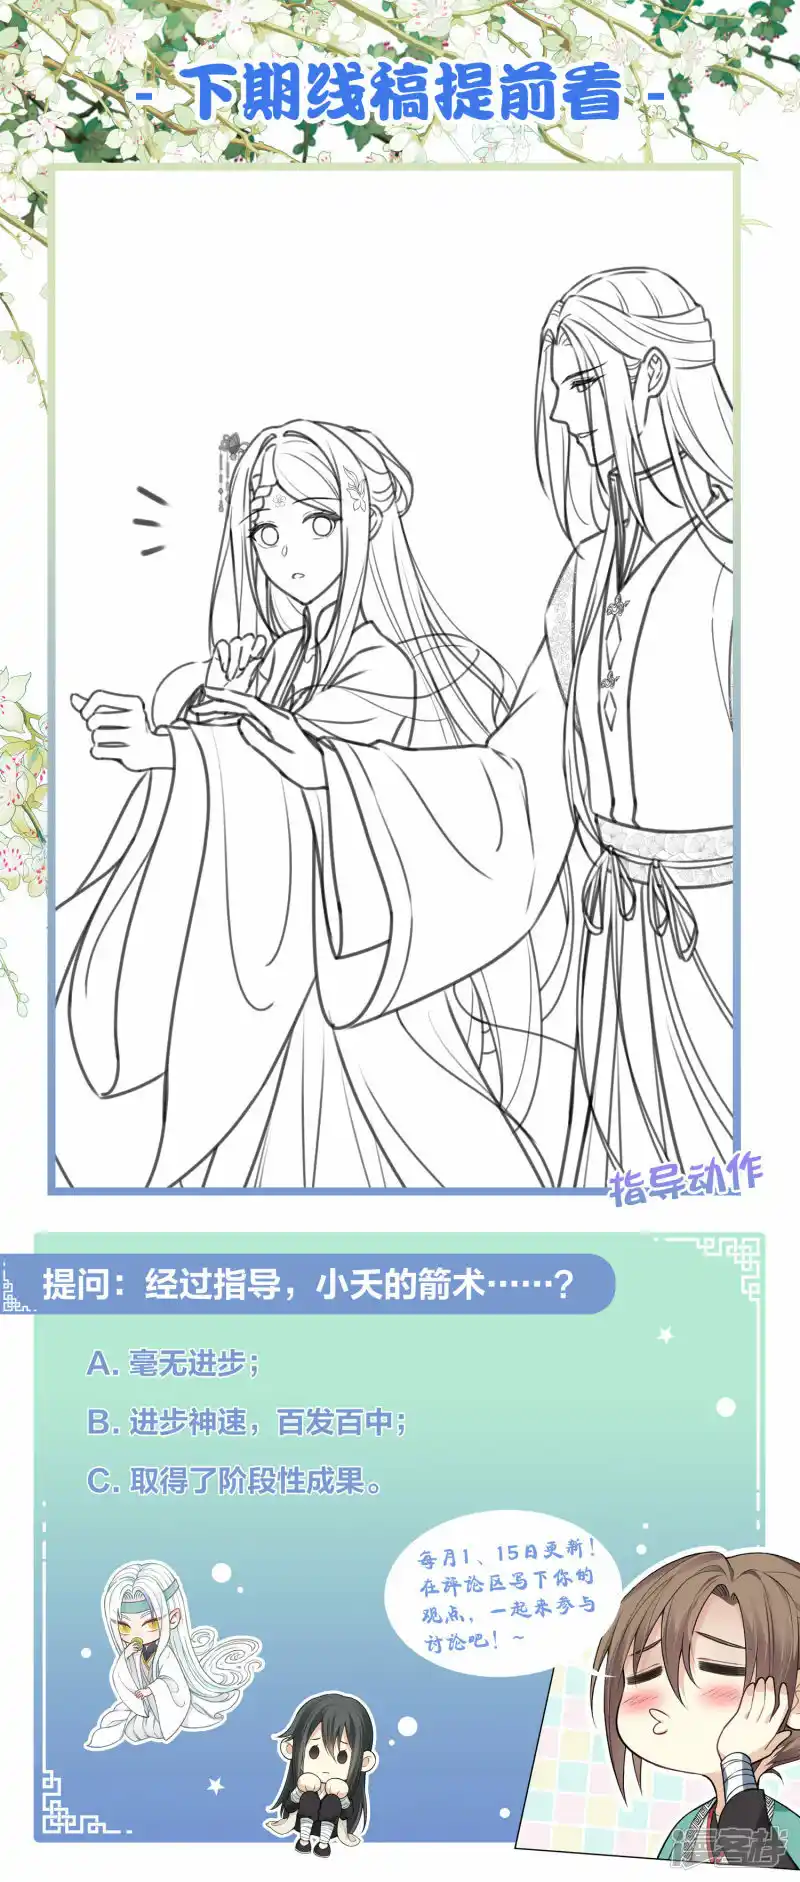 - 下期线稿提前看 -
指导动作
提问：经过指导，小夭的箭术······?
A. 毫无进步；
B. 进步神速，百发百中；
C. 取得了阶段性成果。
每月1、15日更新！
在评论区写下你的
观点，一起来参与
讨论吧！~
漫客栈